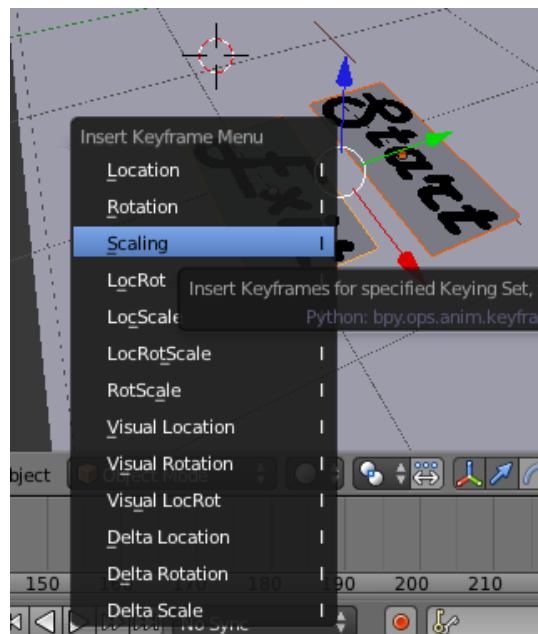 Start
Exit
Insert Keyframe Menu
Location I
Rotation I
Scaling I
LocRot
Insert Keyframes for specified Keying Set,
LocScale
Python: bpy.ops.anim.keyfra
LocRotScale I
RotScale I
Visual Location I
Visual Rotation I
bject Object Mode
Visual LocRot I
Delta Location I
Delta Rotation I
150 180 190 200 210
Delta Scale I
No Sync